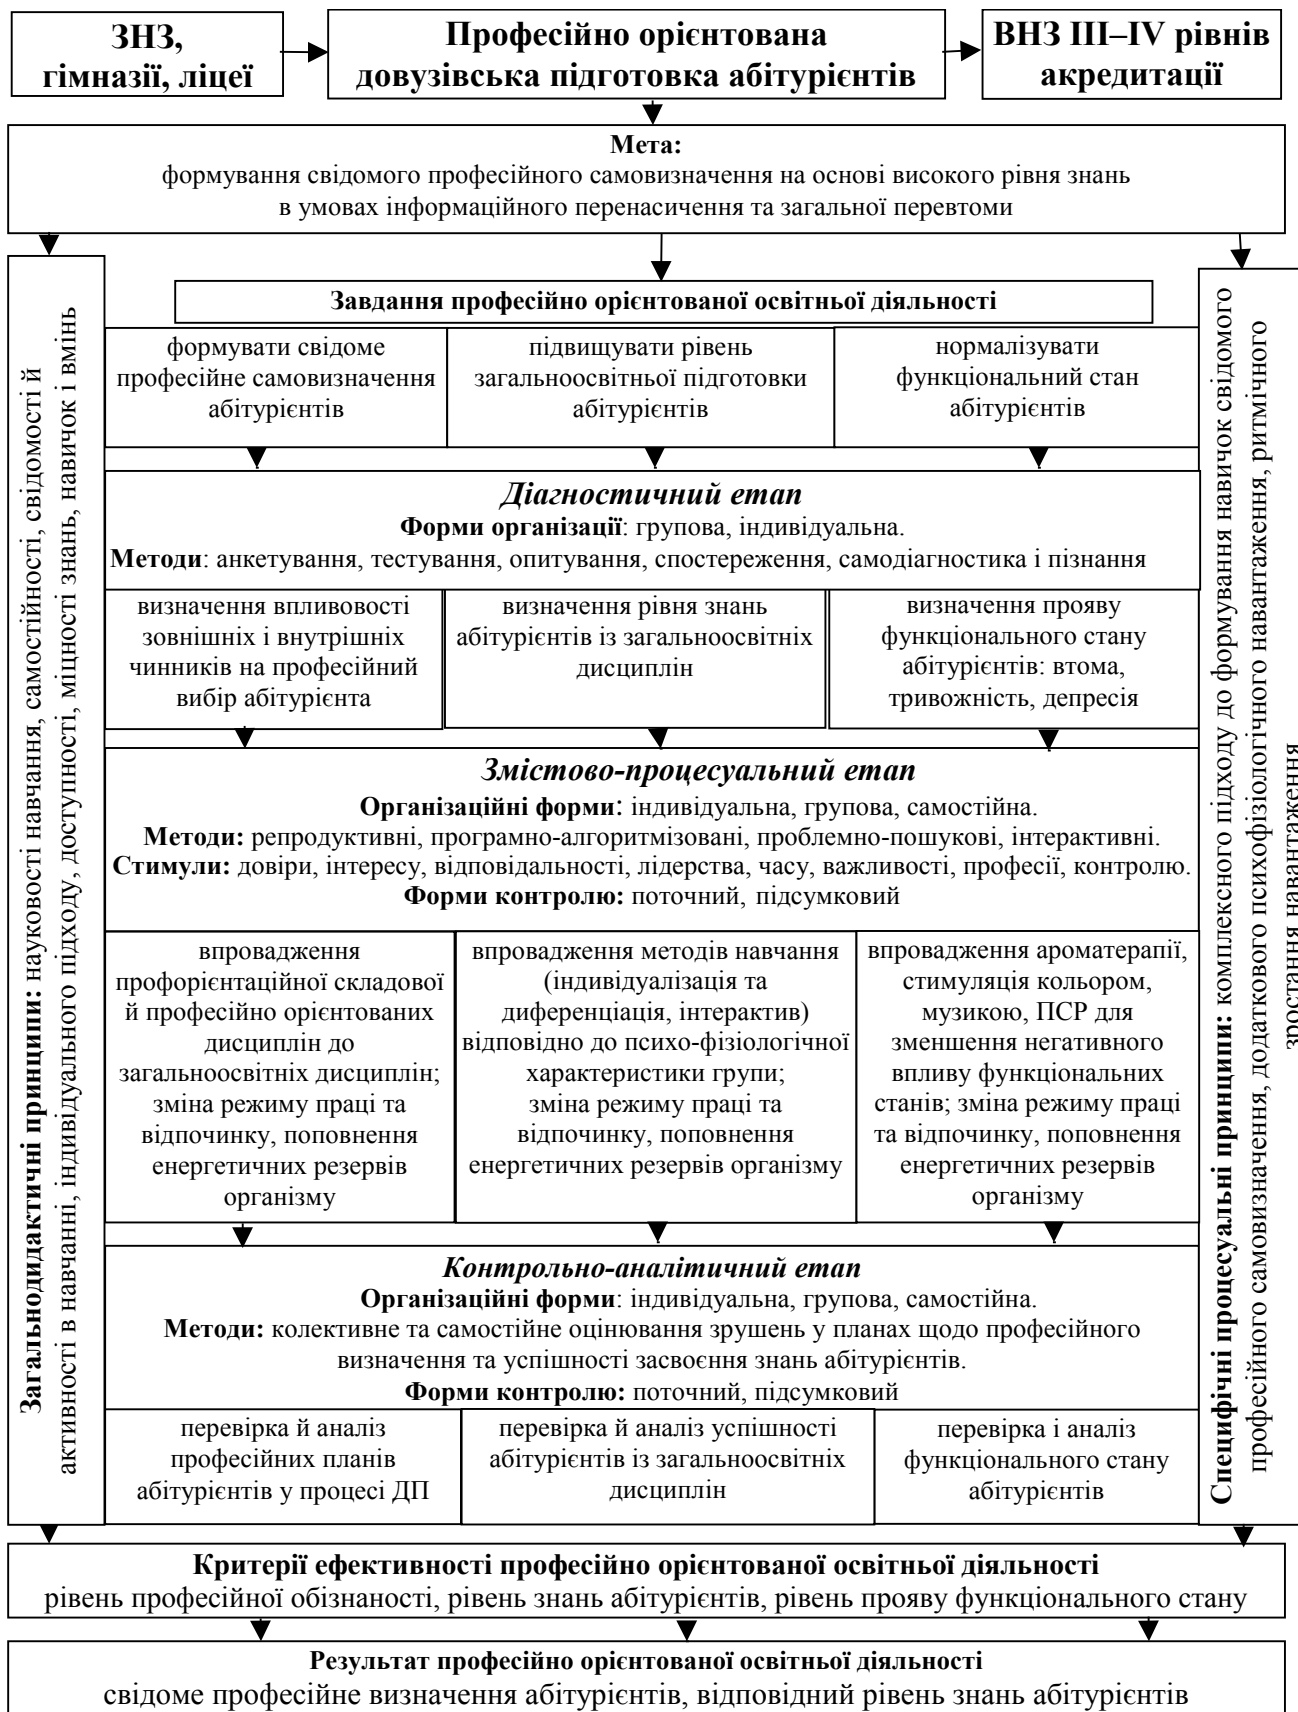 ЗНЗ,
гімназії, ліцеї
Професійно орієнтована
довузівська підготовка абітурієнтів
ВНЗ ІІІ–ІV рівнів
акредитації
Мета:
формування свідомого професійного самовизначення на основі високого рівня знань
в умовах інформаційного перенасичення та загальної перевтоми
Загальнодидактичні принципи: науковості навчання, самостійності, свідомості й
активності в навчанні, індивідуального підходу, доступності, міцності знань, навичок і вмінь
Завдання професійно орієнтованої освітньої діяльності
формувати свідоме
професійне самовизначення
абітурієнтів
підвищувати рівень
загальноосвітньої підготовки
абітурієнтів
нормалізувати
функціональний стан
абітурієнтів
Діагностичний етап
Форми організації: групова, індивідуальна.
Методи: анкетування, тестування, опитування, спостереження, самодіагностика і пізнання
визначення впливовості
зовнішніх і внутрішніх
чинників на професійний
вибір абітурієнта
визначення рівня знань
абітурієнтів із загальноосвітніх
дисциплін
визначення прояву
функціонального стану
абітурієнтів: втома,
тривожність, депресія
Змістово-процесуальний етап
Організаційні форми: індивідуальна, групова, самостійна.
Методи: репродуктивні, програмно-алгоритмізовані, проблемно-пошукові, інтерактивні.
Стимули: довіри, інтересу, відповідальності, лідерства, часу, важливості, професії, контролю.
Форми контролю: поточний, підсумковий
впровадження
профорієнтаційної складової
й професійно орієнтованих
дисциплін до
загальноосвітніх дисциплін;
зміна режиму праці та
відпочинку, поповнення
енергетичних резервів
організму
впровадження методів навчання
(індивідуалізація та
диференціація, інтерактив)
відповідно до психо-фізіологічної
характеристики групи;
зміна режиму праці та
відпочинку, поповнення
енергетичних резервів організму
впровадження ароматерапії,
стимуляція кольором,
музикою, ПСР для
зменшення негативного
впливу функціональних
станів; зміна режиму праці
та відпочинку, поповнення
енергетичних резервів
організму
Контрольно-аналітичний етап
Організаційні форми: індивідуальна, групова, самостійна.
Методи: колективне та самостійне оцінювання зрушень у планах щодо професійного
визначення та успішності засвоєння знань абітурієнтів.
Форми контролю: поточний, підсумковий
перевірка й аналіз
професійних планів
абітурієнтів у процесі ДП
перевірка й аналіз успішності
абітурієнтів із загальноосвітніх
дисциплін
перевірка і аналіз
функціонального стану
абітурієнтів
Специфічні процесуальні принципи: комплексного підходу до формування навичок свідомого
професійного самовизначення, додаткового психофізіологічного навантаження, ритмічного
зростання навантаження
Критерії ефективності професійно орієнтованої освітньої діяльності
рівень професійної обізнаності, рівень знань абітурієнтів, рівень прояву функціонального стану
Результат професійно орієнтованої освітньої діяльності
свідоме професійне визначення абітурієнтів, відповідний рівень знань абітурієнтів